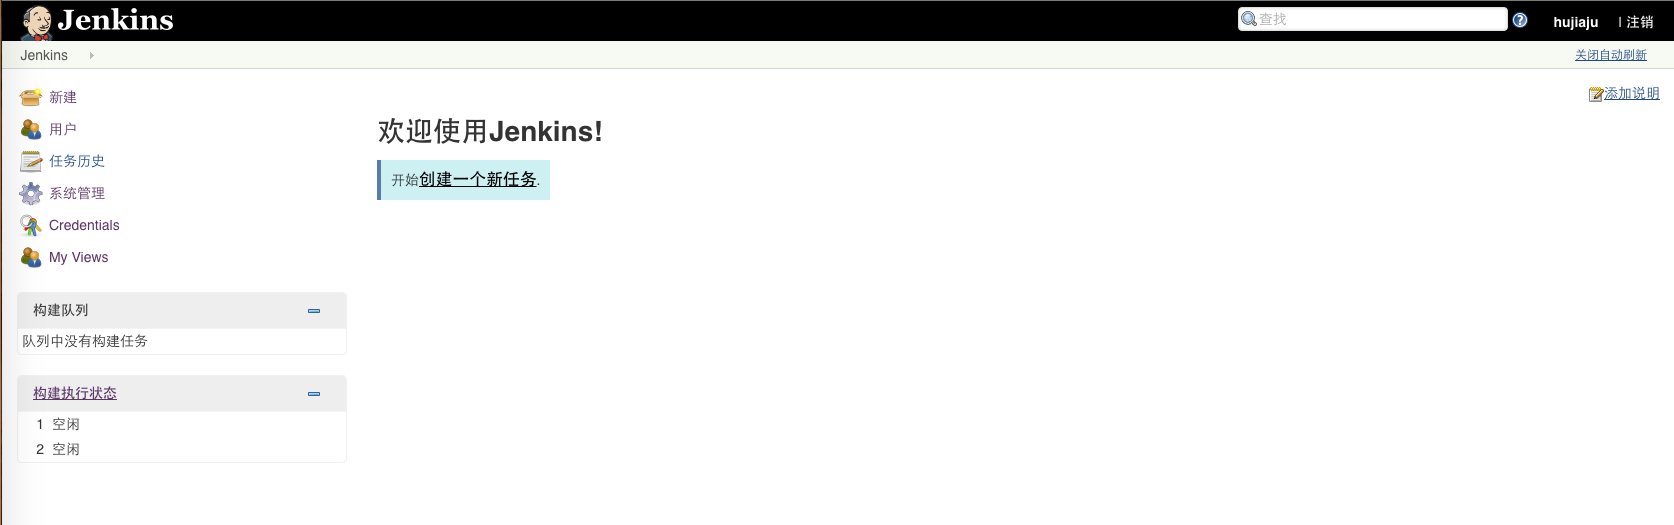 Jenkins
查找
hujiaju
| 注销
Jenkins
关闭自动刷新
新建
用户
任务历史
系统管理
Credentials
My Views
添加说明
欢迎使用Jenkins!
开始创建一个新任务.
构建队列
队列中没有构建任务
构建执行状态
1 空闲
2 空闲